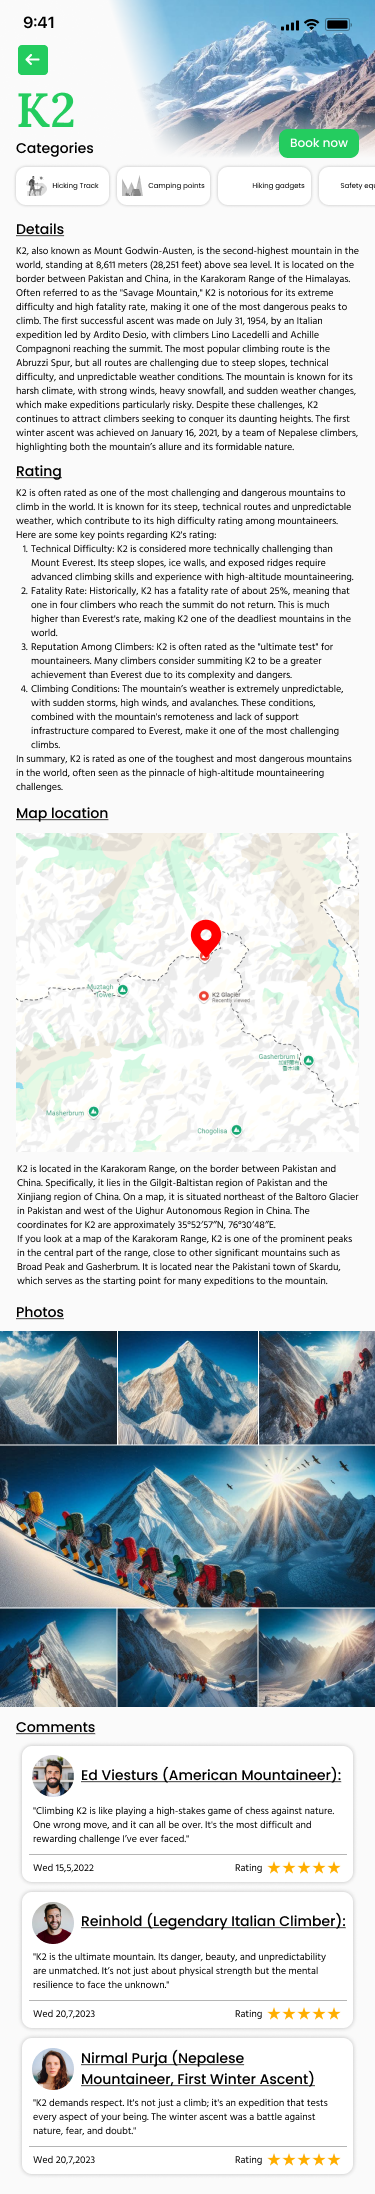 9:41
K2
Categories
Book now
Hicking Track
Camping points
Hiking gadgets
Safety equ
Details
K2, also known as Mount Godwin-Austen, is the second-highest mountain in the
world, standing at 8,611 meters (28,251 feet) above sea level. It is located on the
border between Pakistan and China, in the Karakoram Range of the Himalayas.
Often referred to as the "Savage Mountain," K2 is notorious for its extreme
difficulty and high fatality rate, making it one of the most dangerous peaks to
climb. The first successful ascent was made on July 31, 1954, by an Italian
expedition led by Ardito Desio, with climbers Lino Lacedelli and Achille
Compagnoni reaching the summit. The most popular climbing route is the
Abruzzi Spur, but all routes are challenging due to steep slopes, technical
difficulty, and unpredictable weather conditions. The mountain is known for its
harsh climate, with strong winds, heavy snowfall, and sudden weather changes,
which make expeditions particularly risky. Despite these challenges, K2
continues to attract climbers seeking to conquer its daunting heights. The first
winter ascent was achieved on January 16, 2021, by a team of Nepalese climbers,
highlighting both the mountain's allure and its formidable nature.
Rating
K2 is often rated as one of the most challenging and dangerous mountains to
climb in the world. It is known for its steep, technical routes and unpredictable
weather, which contribute to its high difficulty rating among mountaineers.
Here are some key points regarding K2's rating:
1. Technical Difficulty: K2 is considered more technically challenging than
Mount Everest. Its steep slopes, ice walls, and exposed ridges require
advanced climbing skills and experience with high-altitude mountaineering.
2. Fatality Rate: Historically, K2 has a fatality rate of about 25%, meaning that
one in four climbers who reach the summit do not return. This is much
higher than Everest's rate, making K2 one of the deadliest mountains in the
world.
3. Reputation Among Climbers: K2 is often rated as the "ultimate test" for
mountaineers. Many climbers consider summiting K2 to be a greater
achievement than Everest due to its complexity and dangers.
4. Climbing Conditions: The mountain's weather is extremely unpredictable,
with sudden storms, high winds, and avalanches. These conditions,
combined with the mountain's remoteness and lack of support
infrastructure compared to Everest, make it one of the most challenging
climbs.
In summary, K2 is rated as one of the toughest and most dangerous mountains
in the world, often seen as the pinnacle of high-altitude mountaineering
challenges.
Map location
Muztagh
Tower
K2 Glacier
Recently viewed
Gasherbrum I
Masherbrum
Chogolisa
K2 is located in the Karakoram Range, on the border between Pakistan and
China. Specifically, it lies in the Gilgit-Baltistan region of Pakistan and the
Xinjiang region of China. On a map, it is situated northeast of the Baltoro Glacier
in Pakistan and west of the Uighur Autonomous Region in China. The
coordinates for K2 are approximately 35°52'57"N, 76°30'48"E.
If you look at a map of the Karakoram Range, K2 is one of the prominent peaks
in the central part of the range, close to other significant mountains such as
Broad Peak and Gasherbrum. It is located near the Pakistani town of Skardu,
which serves as the starting point for many expeditions to the mountain.
Photos
Comments
Ed Viesturs (American Mountaineer):
"Climbing K2 is like playing a high-stakes game of chess against nature.
One wrong move, and it can all be over. It's the most difficult and
rewarding challenge I've ever faced."
Wed 15,5,2022
Rating
Reinhold (Legendary Italian Climber):
"K2 is the ultimate mountain. Its danger, beauty, and unpredictability
are unmatched. It's not just about physical strength but the mental
resilience to face the unknown."
Wed 20,7,2023
Rating
Nirmal Purja (Nepalese
Mountaineer, First Winter Ascent)
"K2 demands respect. It's not just a climb; it's an expedition that tests
every aspect of your being. The winter ascent was a battle against
nature, fear, and doubt."
Wed 20,7,2023
Rating